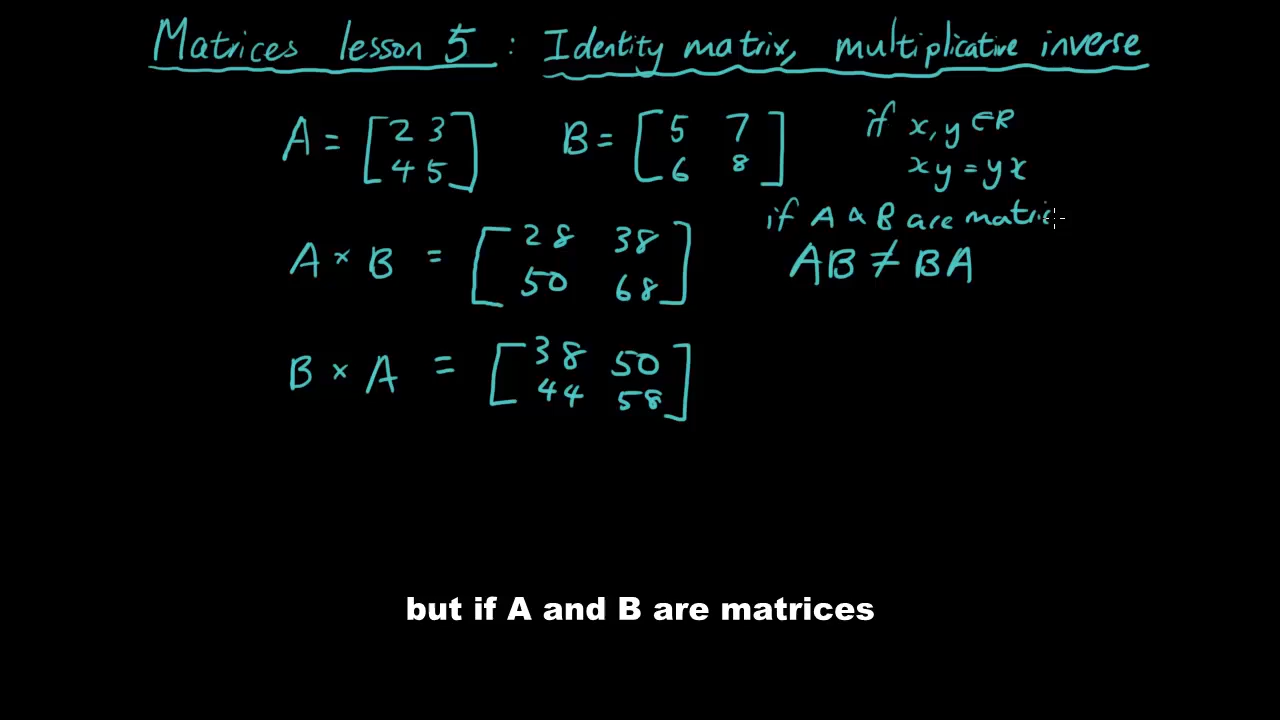 Matrices lesson 5 : Identity matrix, multiplicative inverse
A = [2 3
4 5]
B = [5 7
6 8]
if x, y ∈ R
xy = yx
if A & B are matric
A × B = [28 38
50 68]
AB ≠ BA
B × A = [38 50
44 58]
but if A and B are matrices